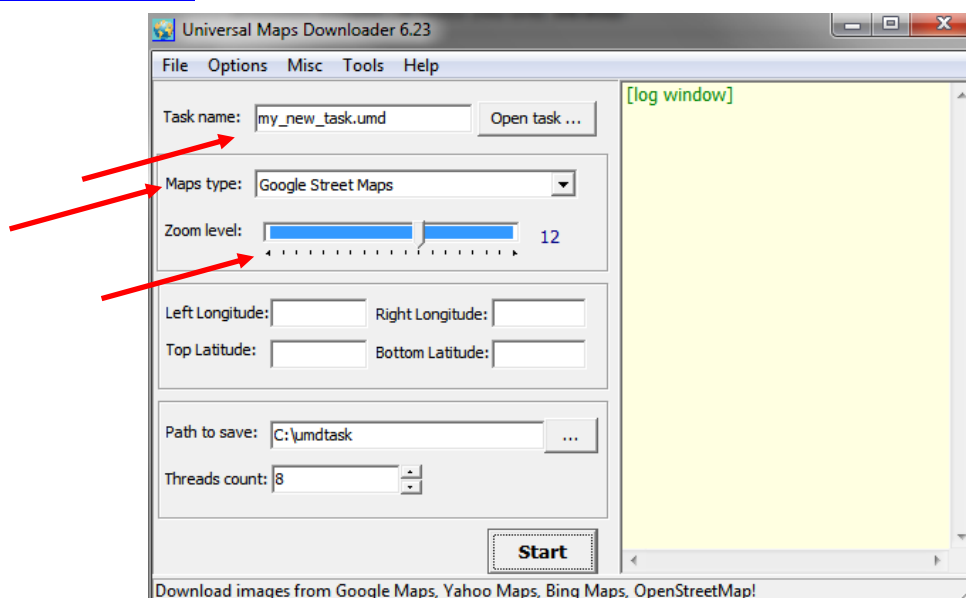 Universal Maps Downloader 6.23
File Options Misc Tools Help
Task name: my_new_task.umd Open task ...
[log window]
Maps type: Google Street Maps
Zoom level: 12
Left Longitude: Right Longitude:
Top Latitude: Bottom Latitude:
Path to save: C:\umdtask ...
Threads count: 8
Start
Download images from Google Maps, Yahoo Maps, Bing Maps, OpenStreetMap!